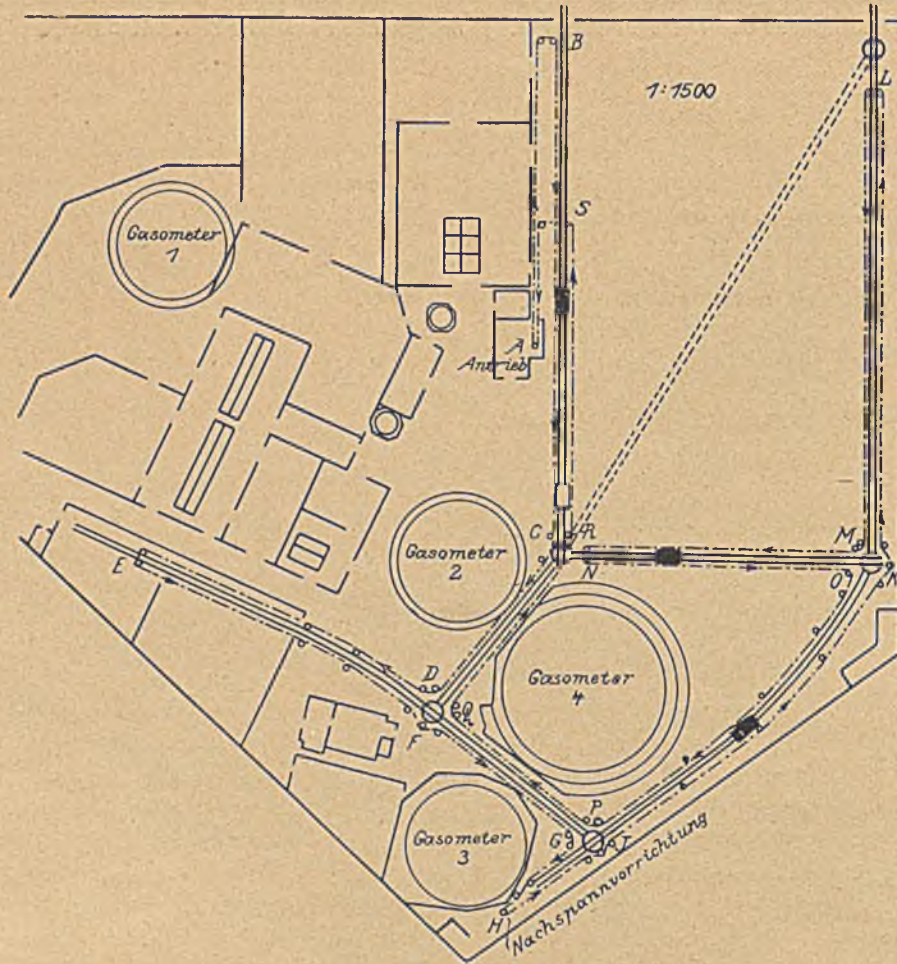 B
L
1:1500
S
Gasometer
1
A
Antrieb
C
R
M
N
O
K
E
Gasometer
2
D
Q
Gasometer
4
F
P
G
J
Gasometer
3
H
Nachspannvorrichtung